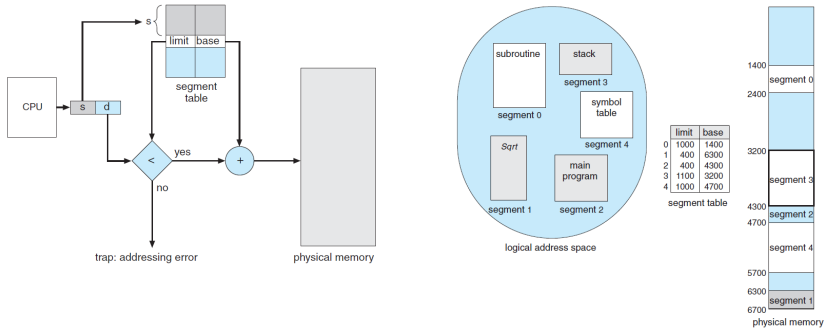 s
limit base
segment
table
CPU
s d
<
yes
+
no
trap: addressing error
physical memory
subroutine
stack
segment 3
segment 0
symbol
table
segment 4
Sqrt
main
program
segment 1
segment 2
logical address space
limit base
0 1000 1400
1 400 6300
2 400 4300
3 1100 3200
4 1000 4700
segment table
1400
segment 0
2400
3200
segment 3
4300
segment 2
4700
segment 4
5700
6300
segment 1
6700
physical memory